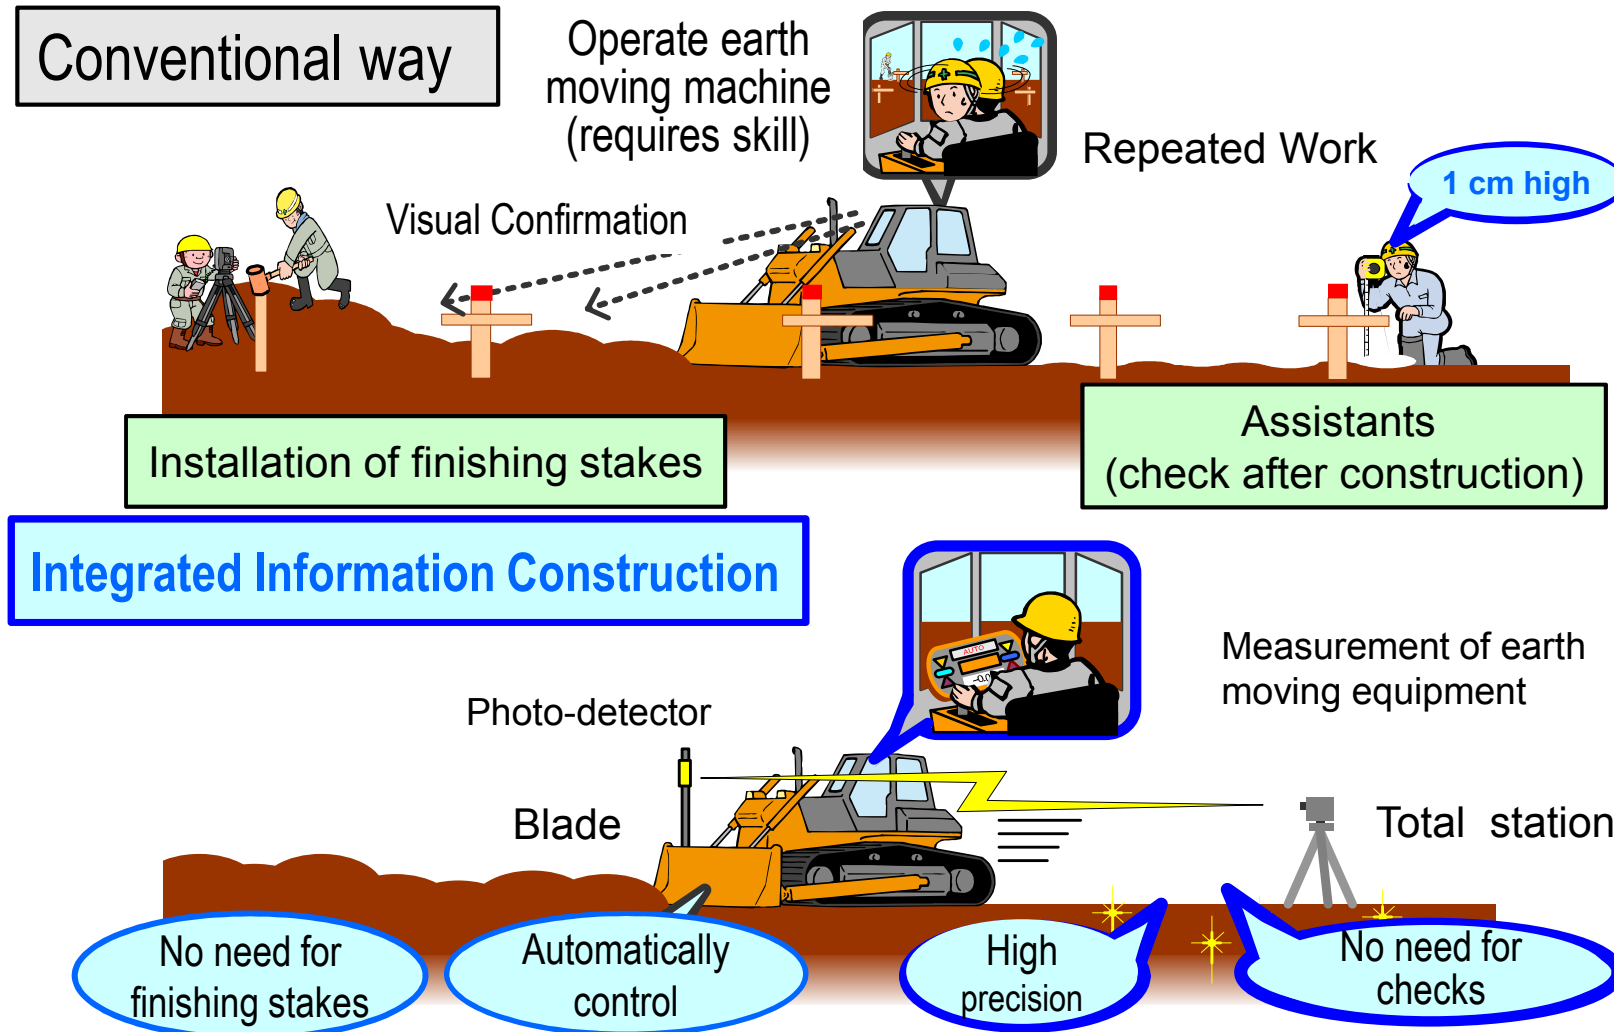 Conventional way
Operate earth
moving machine
(requires skill)
Repeated Work
1 cm high
Visual Confirmation
Installation of finishing stakes
Assistants
(check after construction)
Integrated Information Construction
AUTO
Measurement of earth
moving equipment
Photo-detector
Blade
Total station
No need for
finishing stakes
Automatically
control
High
precision
No need for
checks